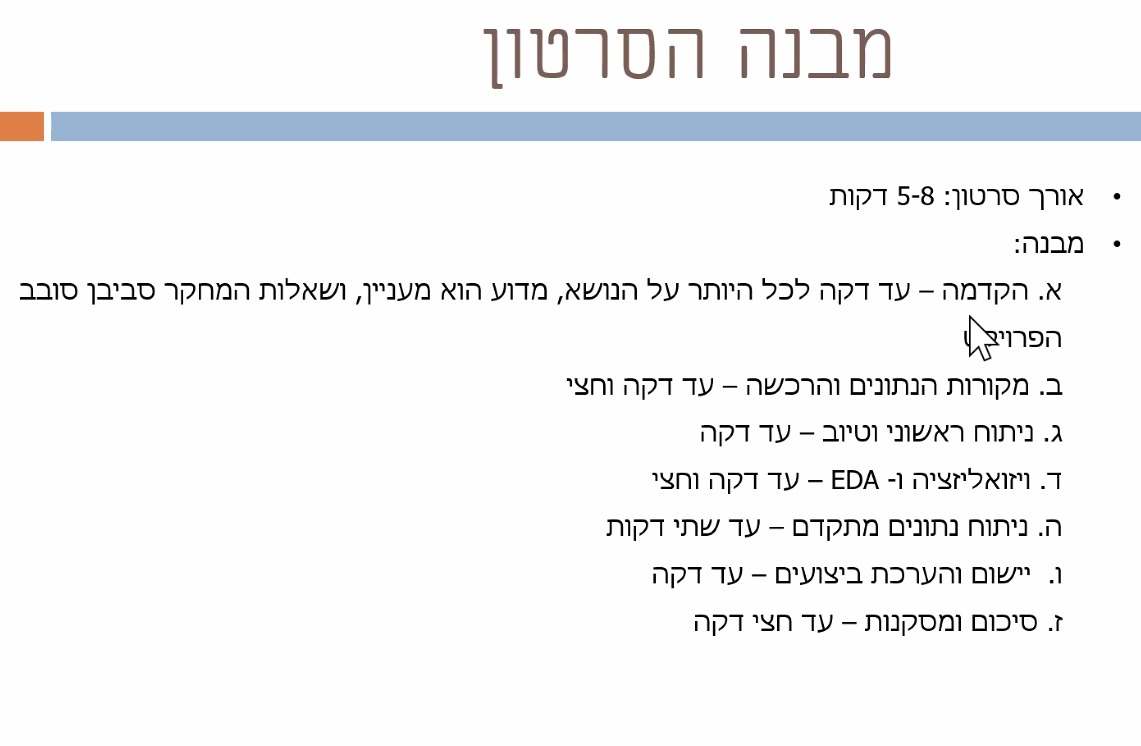 מבנה הסרטון
• אורך סרטון: 5-8 דקות
• מבנה:
א. הקדמה – עד דקה לכל היותר על הנושא, מדוע הוא מעניין, ושאלות המחקר סביבן סובב
ב. מקורות הנתונים והרכשה – עד דקה וחצי
ג. ניתוח ראשוני וטיוב – עד דקה
ד. ויזואליזציה ו- EDA – עד דקה וחצי
ה. ניתוח נתונים מתקדם – עד שתי דקות
ו. יישום והערכת ביצועים – עד דקה
ז. סיכום ומסקנות – עד חצי דקה